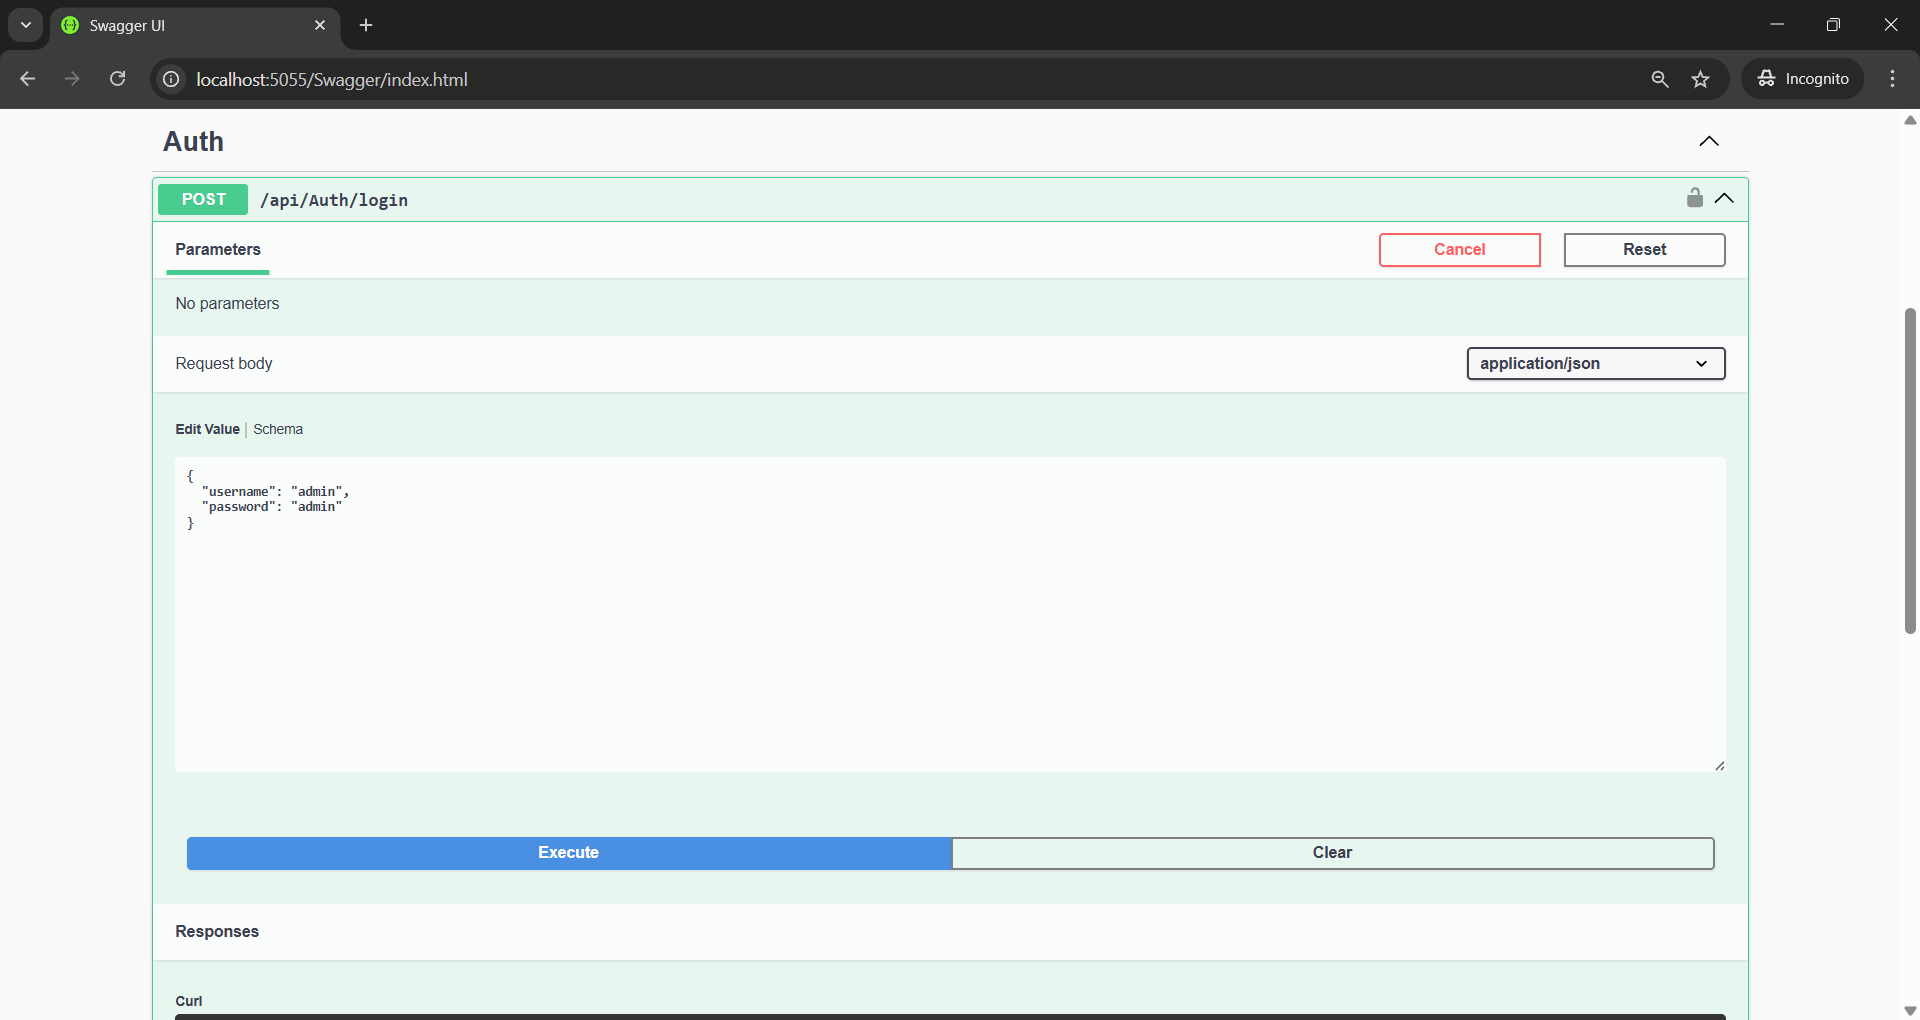 Swagger UI
localhost:5055/Swagger/index.html
Incognito
Auth
POST /api/Auth/login
Parameters
Cancel
Reset
No parameters
Request body
application/json
Edit Value | Schema
{
  "username": "admin",
  "password": "admin"
}
Execute
Clear
Responses
Curl